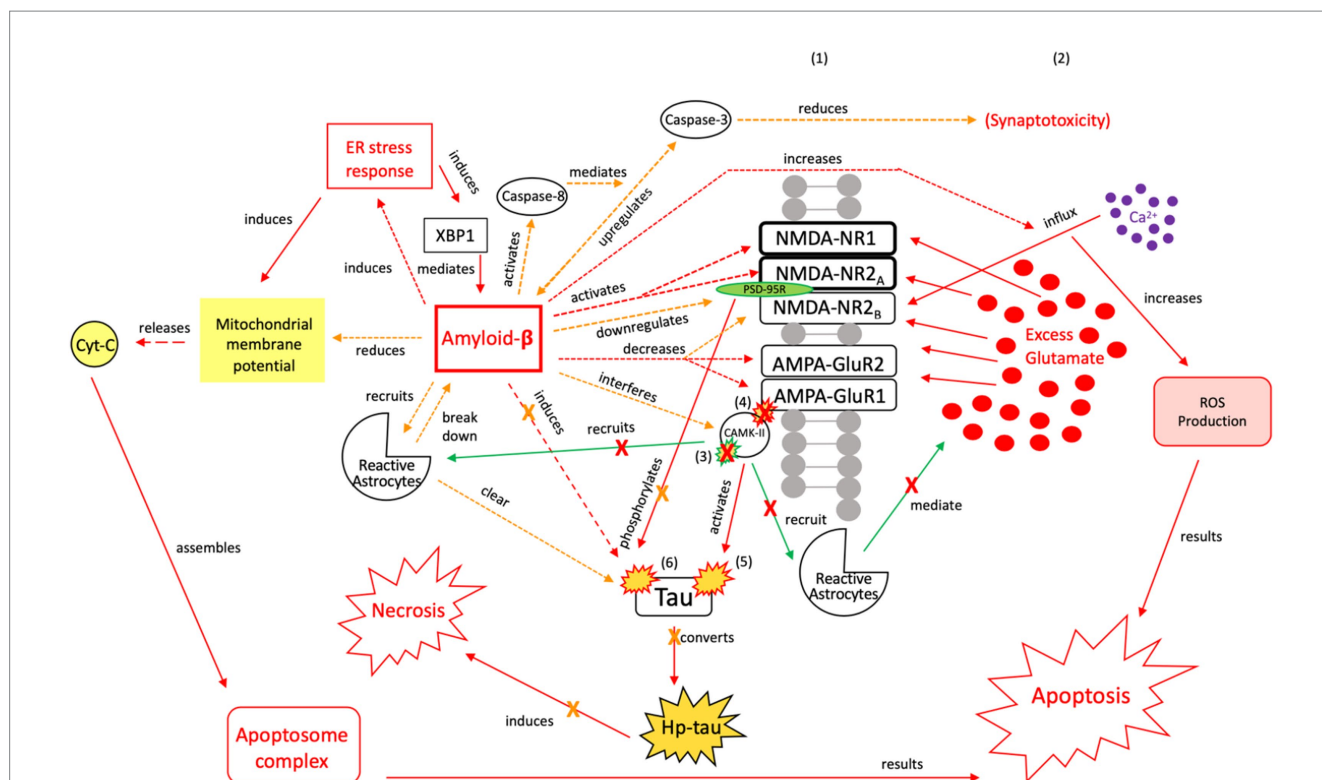 (1)
(2)
Caspase-3
reduces
(Synaptotoxicity)
ER stress
response
induces
mediates
increases
Caspase-8
upregulates
Ca2+
influx
induces
XBP1
NMDA-NR1
activates
mediates
induces
activates
NMDA-NR2A
PSD-95R
NMDA-NR2B
increases
Cyt-C
releases
Mitochondrial
membrane
potential
reduces
Amyloid-β
downregulates
decreases
Excess
Glutamate
AMPA-GluR2
interferes
AMPA-GluR1
recruits
break
down
induces
(4)
CAMK-II
(3)
recruits
ROS
Production
Reactive
Astrocytes
clear
phosphorylates
activates
recruit
mediate
assembles
results
(6)
(5)
Tau
Reactive
Astrocytes
Necrosis
converts
induces
Hp-tau
Apoptosis
Apoptosome
complex
results